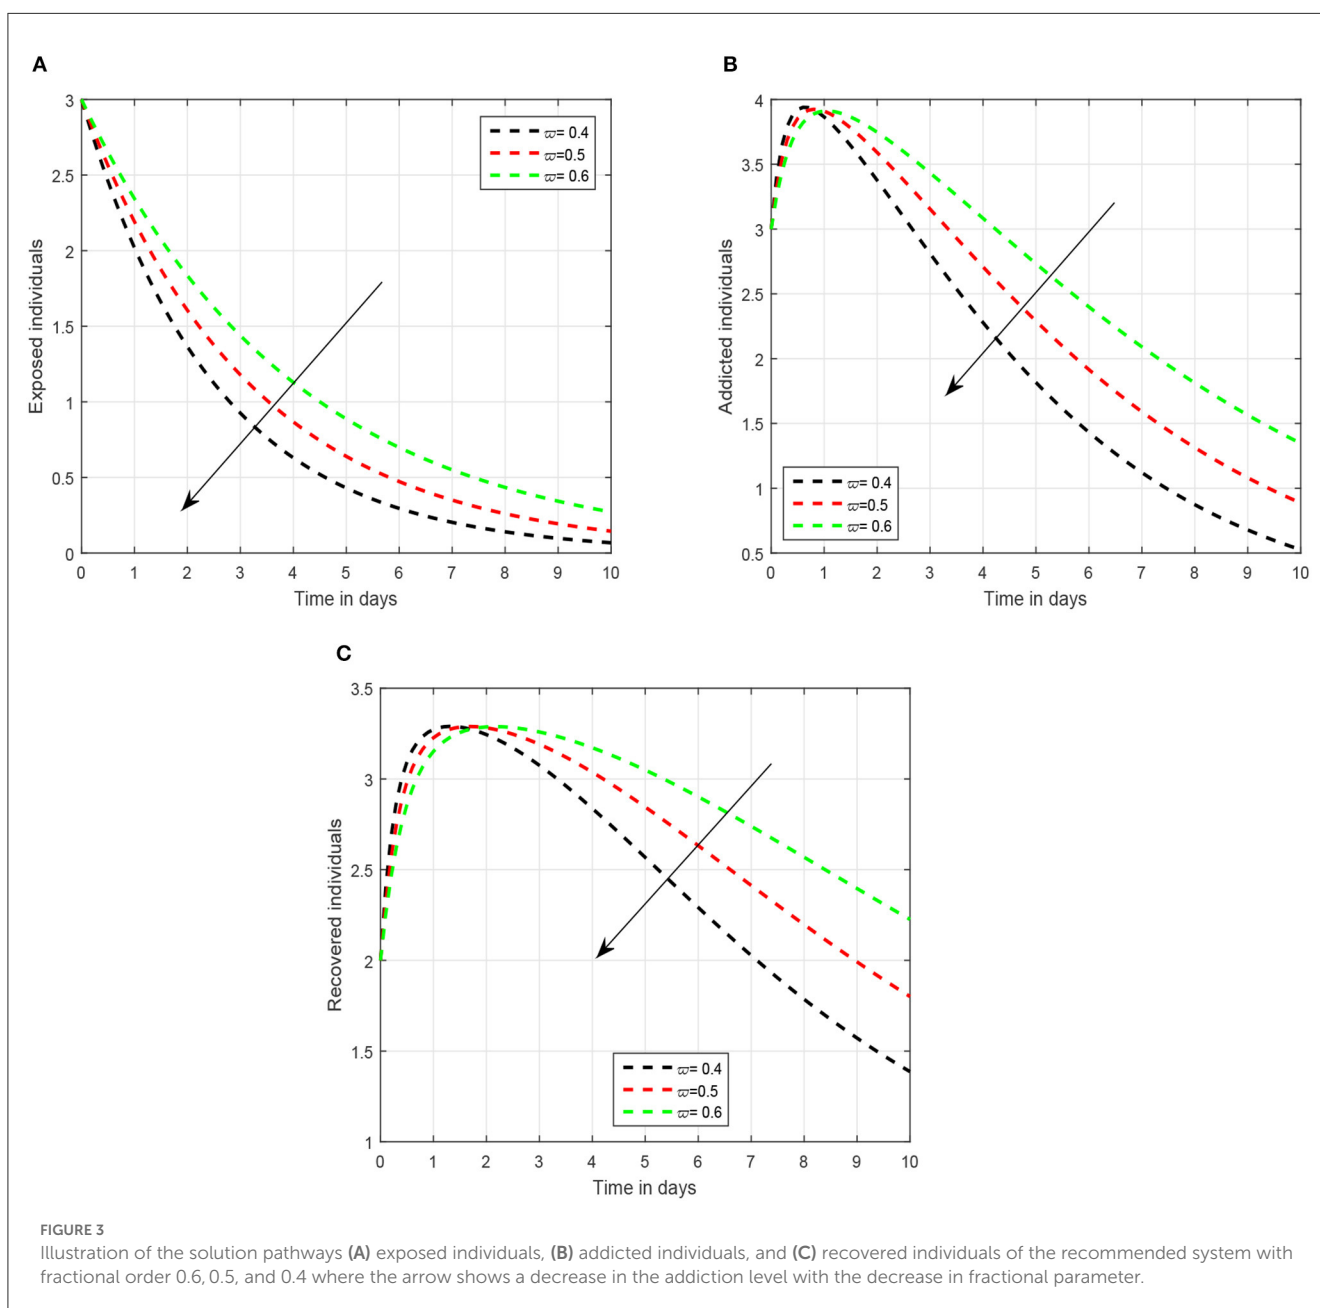 A
3
2.5
2
1.5
1
0.5
0
0 1 2 3 4 5 6 7 8 9 10
Exposed individuals
Time in days
ϖ= 0.4
ϖ=0.5
ϖ= 0.6
B
4
3.5
3
2.5
2
1.5
1
0.5
0 1 2 3 4 5 6 7 8 9 10
Addicted individuals
Time in days
ϖ= 0.4
ϖ=0.5
ϖ= 0.6
C
3.5
3
2.5
2
1.5
1
0 1 2 3 4 5 6 7 8 9 10
Recovered individuals
Time in days
ϖ= 0.4
ϖ=0.5
ϖ= 0.6
FIGURE 3
Illustration of the solution pathways (A) exposed individuals, (B) addicted individuals, and (C) recovered individuals of the recommended system with
fractional order 0.6, 0.5, and 0.4 where the arrow shows a decrease in the addiction level with the decrease in fractional parameter.